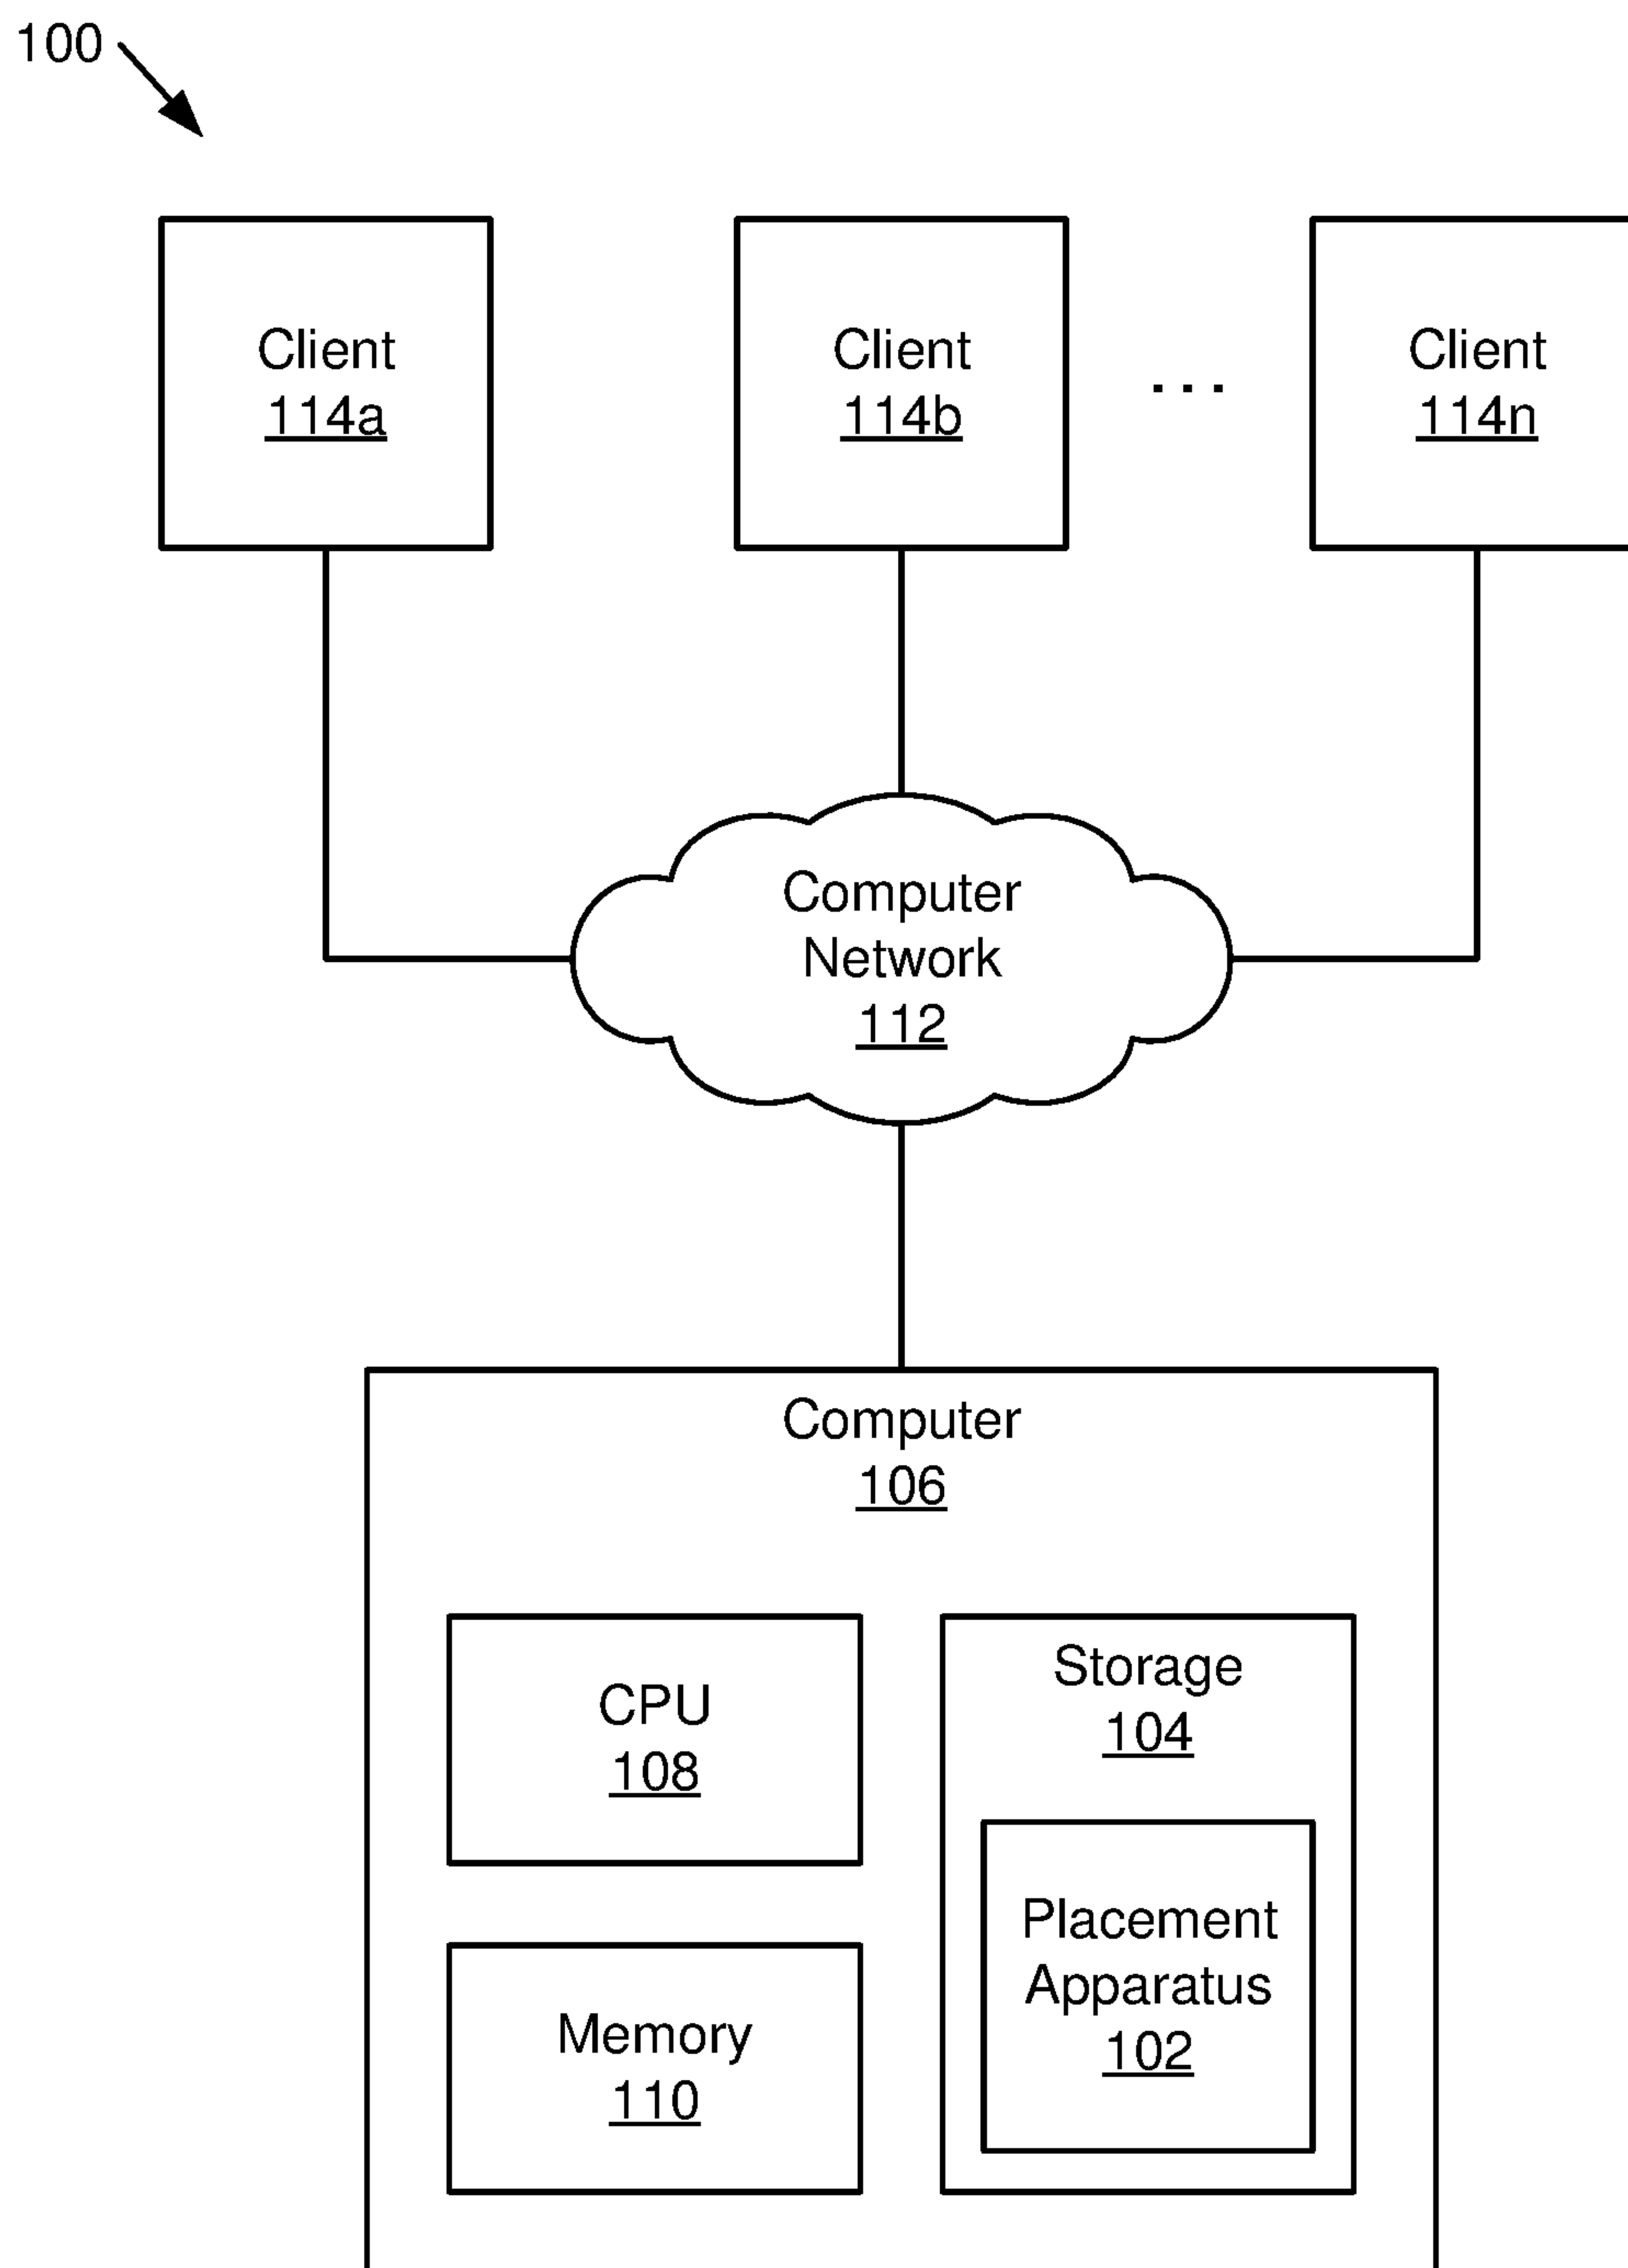 100
Client
114a
Client
114b
...
Client
114n
Computer
Network
112
Computer
106
CPU
108
Storage
104
Placement
Apparatus
102
Memory
110